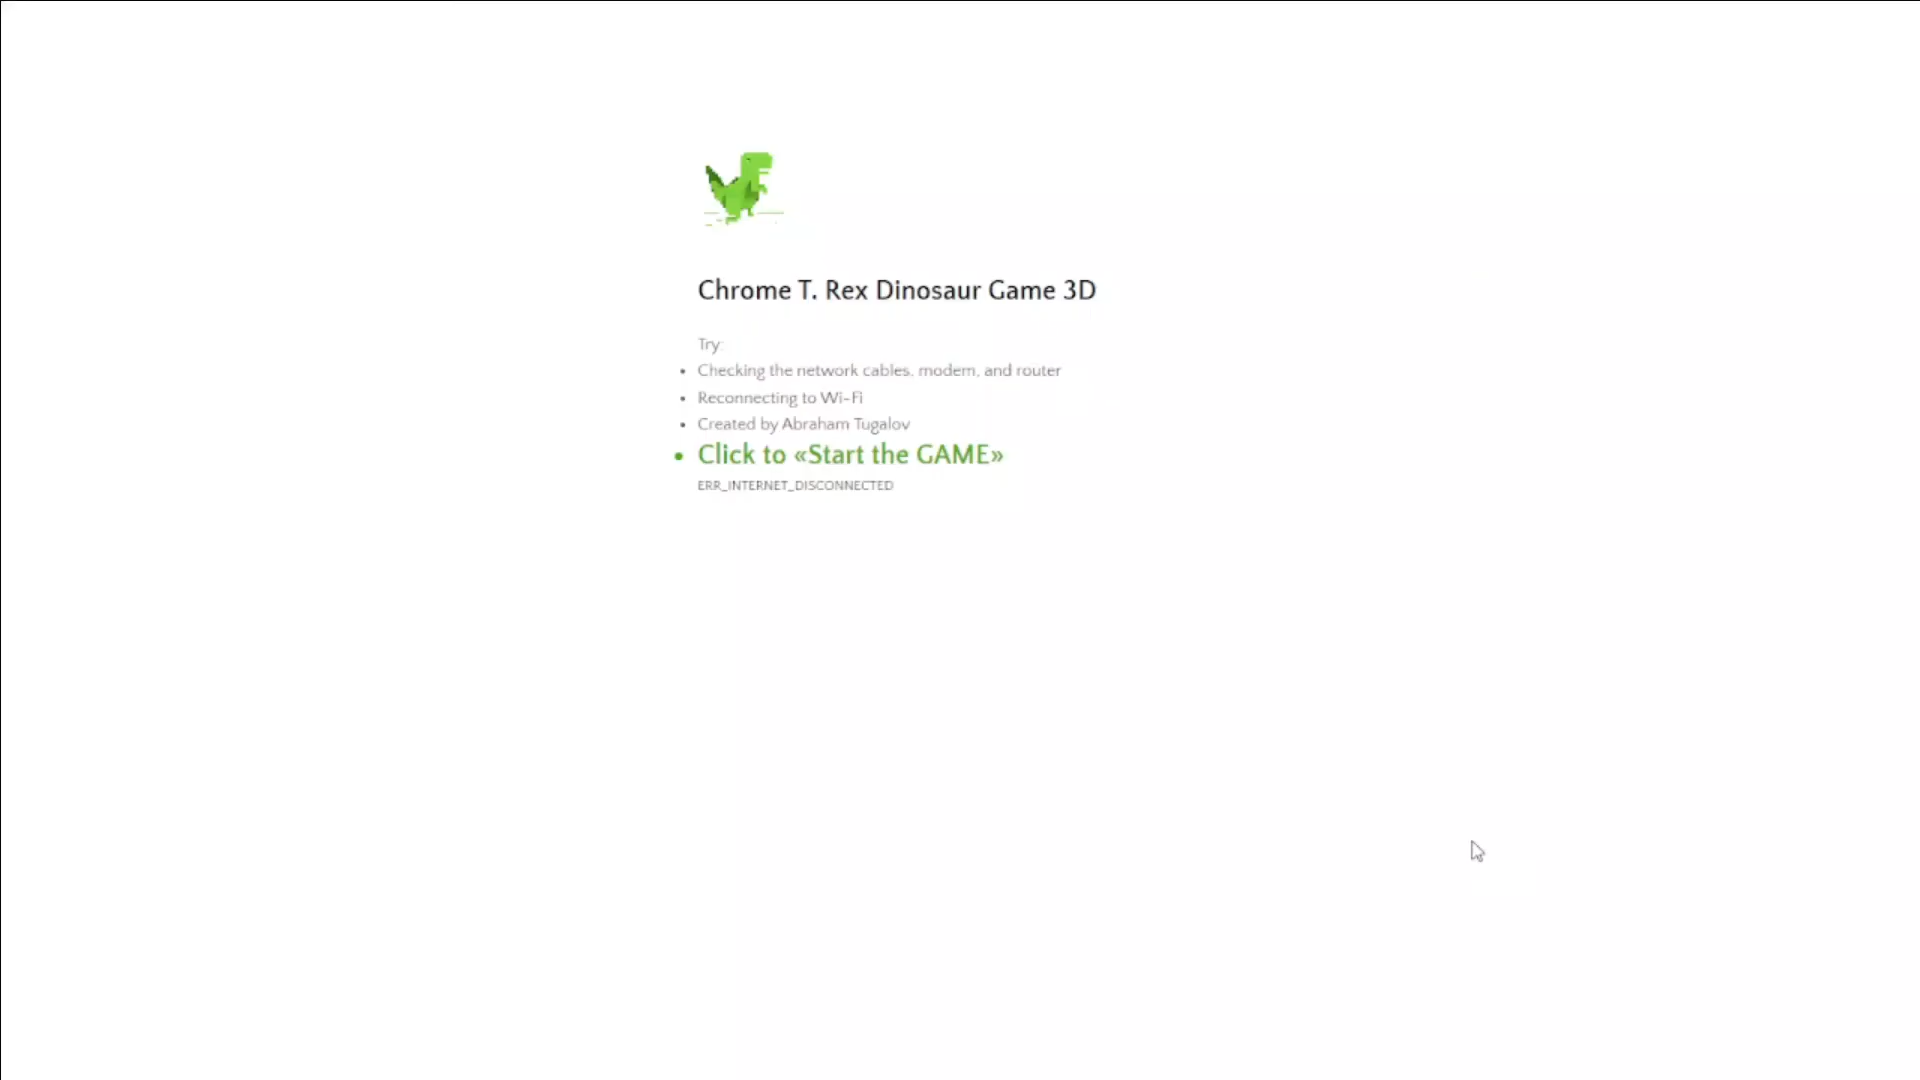 Chrome T. Rex Dinosaur Game 3D
Try:
Checking the network cables, modem, and router
Reconnecting to Wi-Fi
Created by Abraham Tugalov
Click to «Start the GAME»
ERR_INTERNET_DISCONNECTED